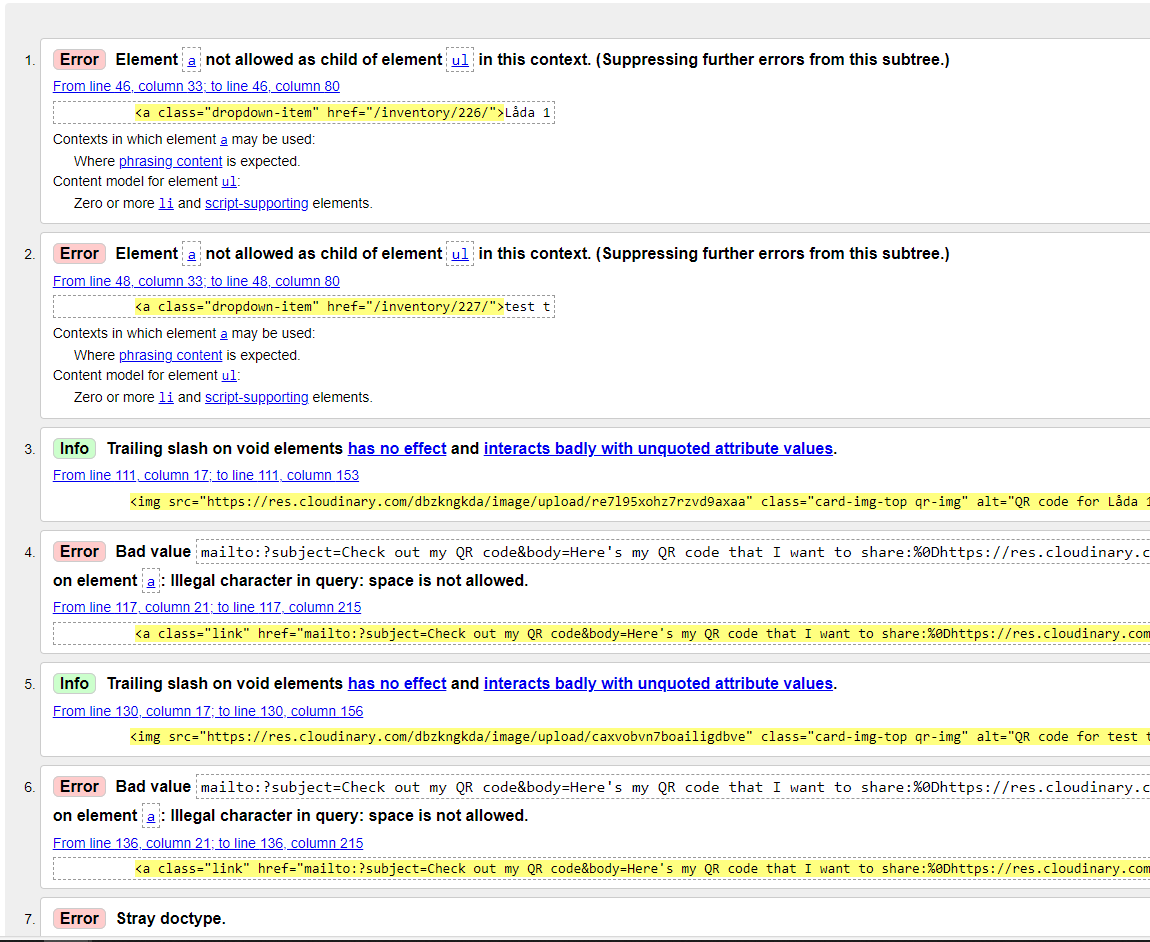 1. Error Element a not allowed as child of element ul in this context. (Suppressing further errors from this subtree.)
From line 46, column 33; to line 46, column 80
<a class="dropdown-item" href="/inventory/226/">Låda 1
Contexts in which element a may be used:
Where phrasing content is expected.
Content model for element ul:
Zero or more li and script-supporting elements.
2. Error Element a not allowed as child of element ul in this context. (Suppressing further errors from this subtree.)
From line 48, column 33; to line 48, column 80
<a class="dropdown-item" href="/inventory/227/">test t
Contexts in which element a may be used:
Where phrasing content is expected.
Content model for element ul:
Zero or more li and script-supporting elements.
3. Info Trailing slash on void elements has no effect and interacts badly with unquoted attribute values.
From line 111, column 17; to line 111, column 153
<img src="https://res.cloudinary.com/dbzkngkda/image/upload/re7l95xohz7rzvd9axaa" class="card-img-top qr-img" alt="QR code for Låda 1
4. Error Bad value mailto:?subject=Check out my QR code&body=Here's my QR code that I want to share:%0Dhttps://res.cloudinary.c
on element a: Illegal character in query: space is not allowed.
From line 117, column 21; to line 117, column 215
<a class="link" href="mailto:?subject=Check out my QR code&body=Here's my QR code that I want to share:%0Dhttps://res.cloudinary.com
5. Info Trailing slash on void elements has no effect and interacts badly with unquoted attribute values.
From line 130, column 17; to line 130, column 156
<img src="https://res.cloudinary.com/dbzkngkda/image/upload/caxvobvn7boailigdbve" class="card-img-top qr-img" alt="QR code for test t
6. Error Bad value mailto:?subject=Check out my QR code&body=Here's my QR code that I want to share:%0Dhttps://res.cloudinary.c
on element a: Illegal character in query: space is not allowed.
From line 136, column 21; to line 136, column 215
<a class="link" href="mailto:?subject=Check out my QR code&body=Here's my QR code that I want to share:%0Dhttps://res.cloudinary.com
7. Error Stray doctype.